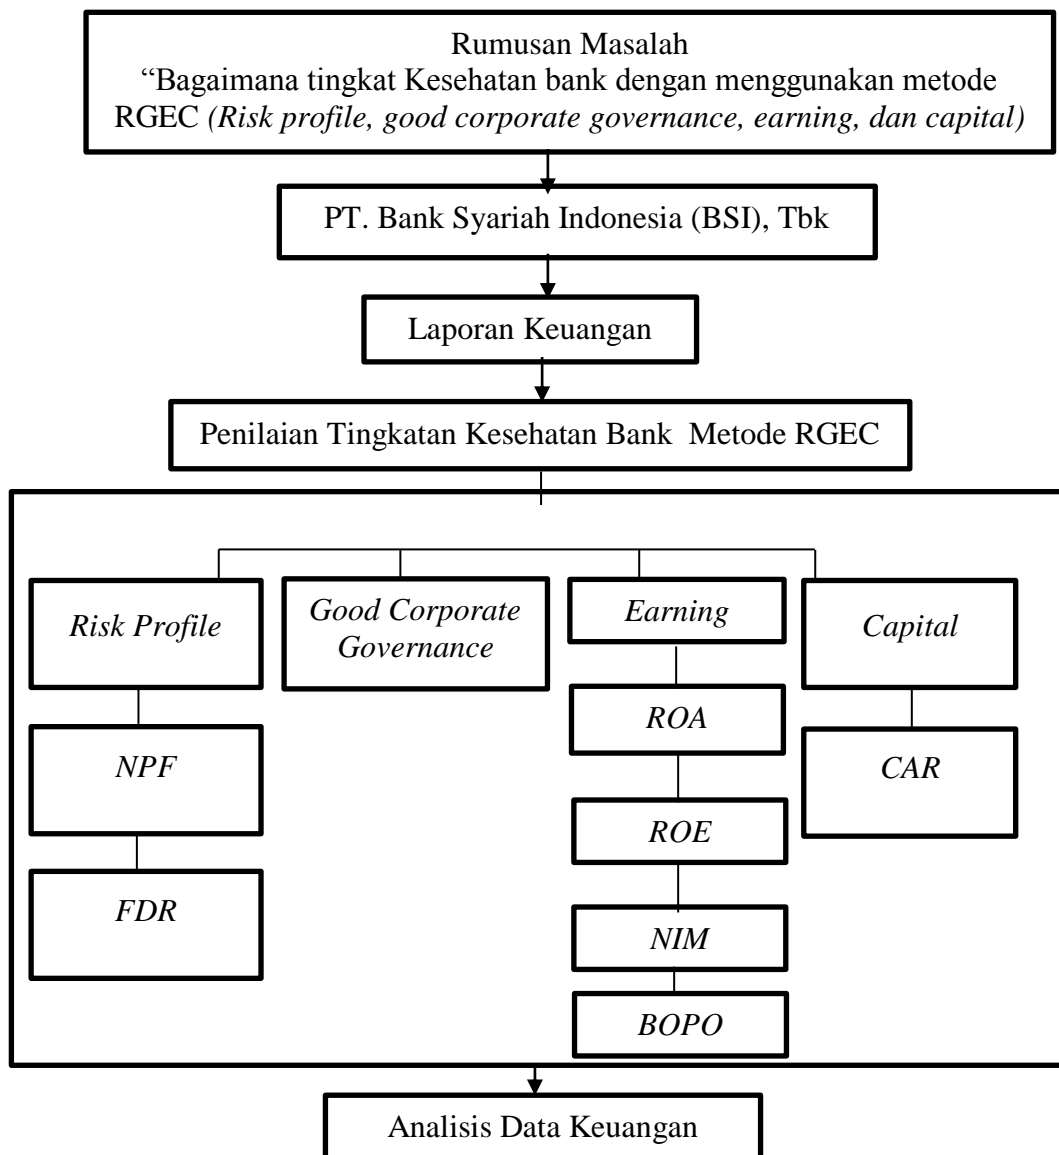 Rumusan Masalah
“Bagaimana tingkat Kesehatan bank dengan menggunakan metode
RGEC (Risk profile, good corporate governance, earning, dan capital)
PT. Bank Syariah Indonesia (BSI), Tbk
Laporan Keuangan
Penilaian Tingkatan Kesehatan Bank Metode RGEC
Risk Profile
NPF
FDR
Good Corporate
Governance
Earning
ROA
ROE
NIM
BOPO
Capital
CAR
Analisis Data Keuangan